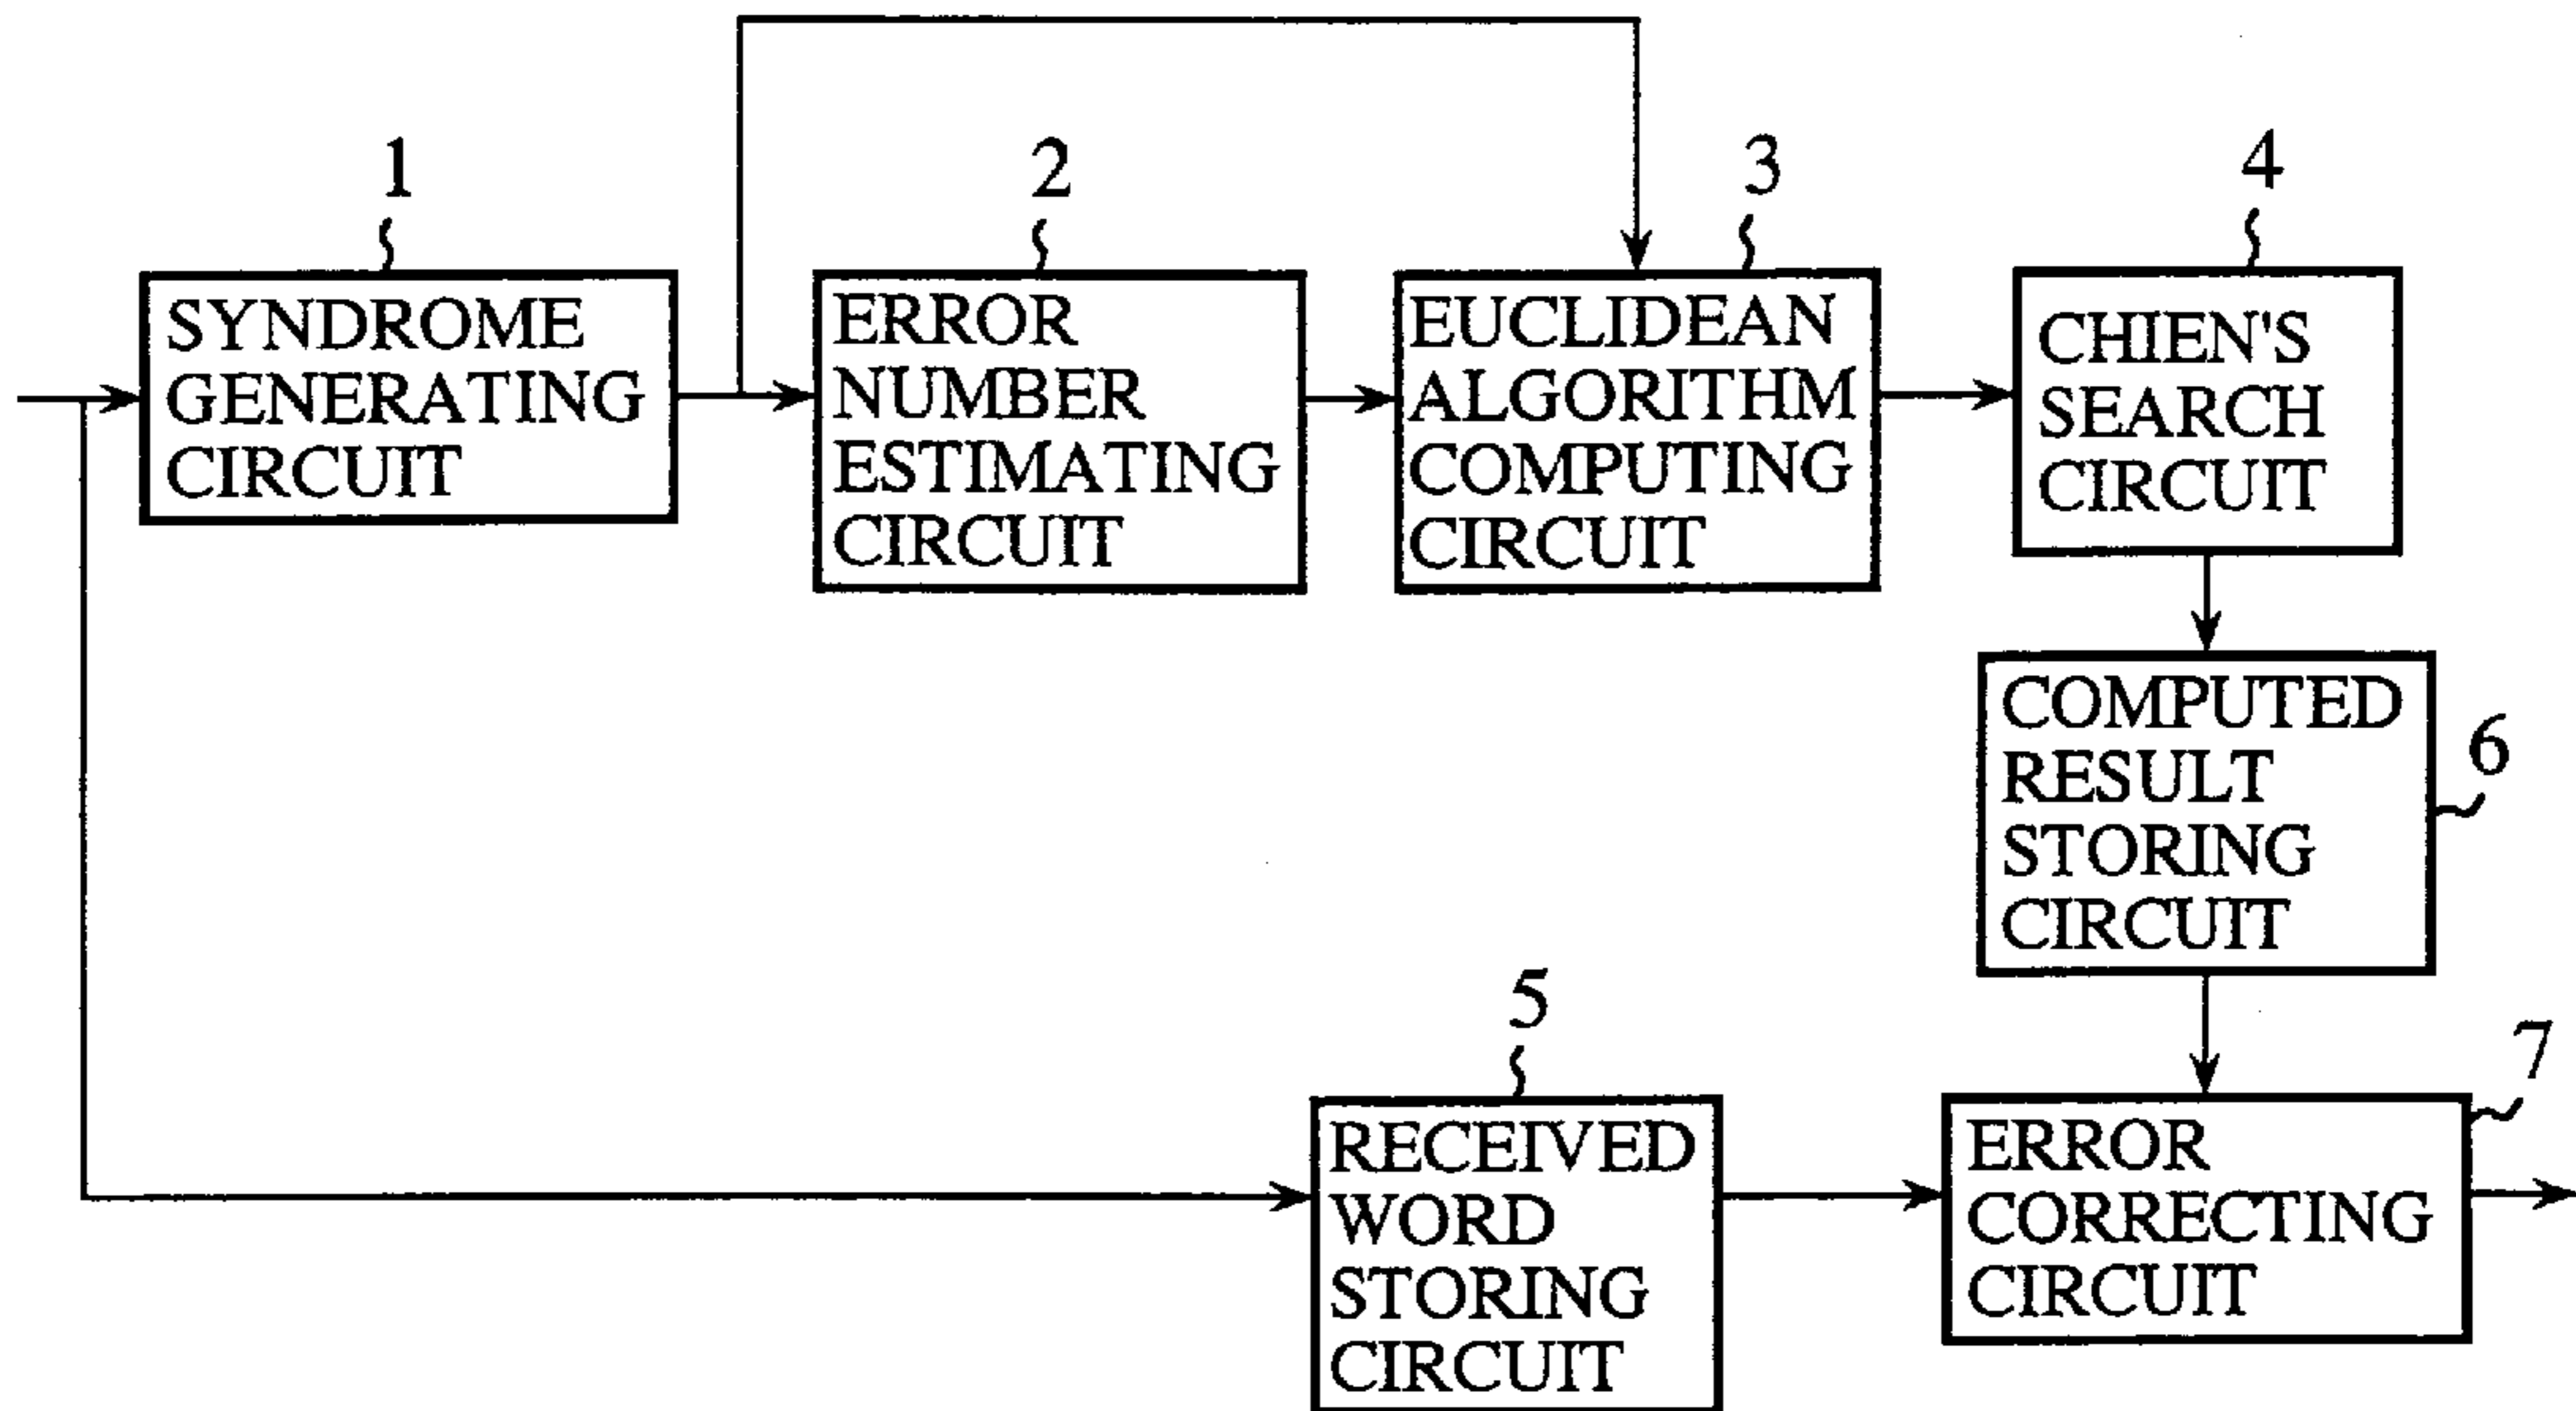 1
SYNDROME
GENERATING
CIRCUIT
2
ERROR
NUMBER
ESTIMATING
CIRCUIT
3
EUCLIDEAN
ALGORITHM
COMPUTING
CIRCUIT
4
CHIEN'S
SEARCH
CIRCUIT
6
COMPUTED
RESULT
STORING
CIRCUIT
5
RECEIVED
WORD
STORING
CIRCUIT
7
ERROR
CORRECTING
CIRCUIT